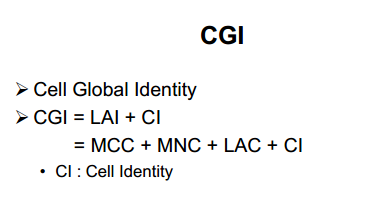 CGI
➢ Cell Global Identity
➢ CGI = LAI + CI
= MCC + MNC + LAC + CI
• CI : Cell Identity